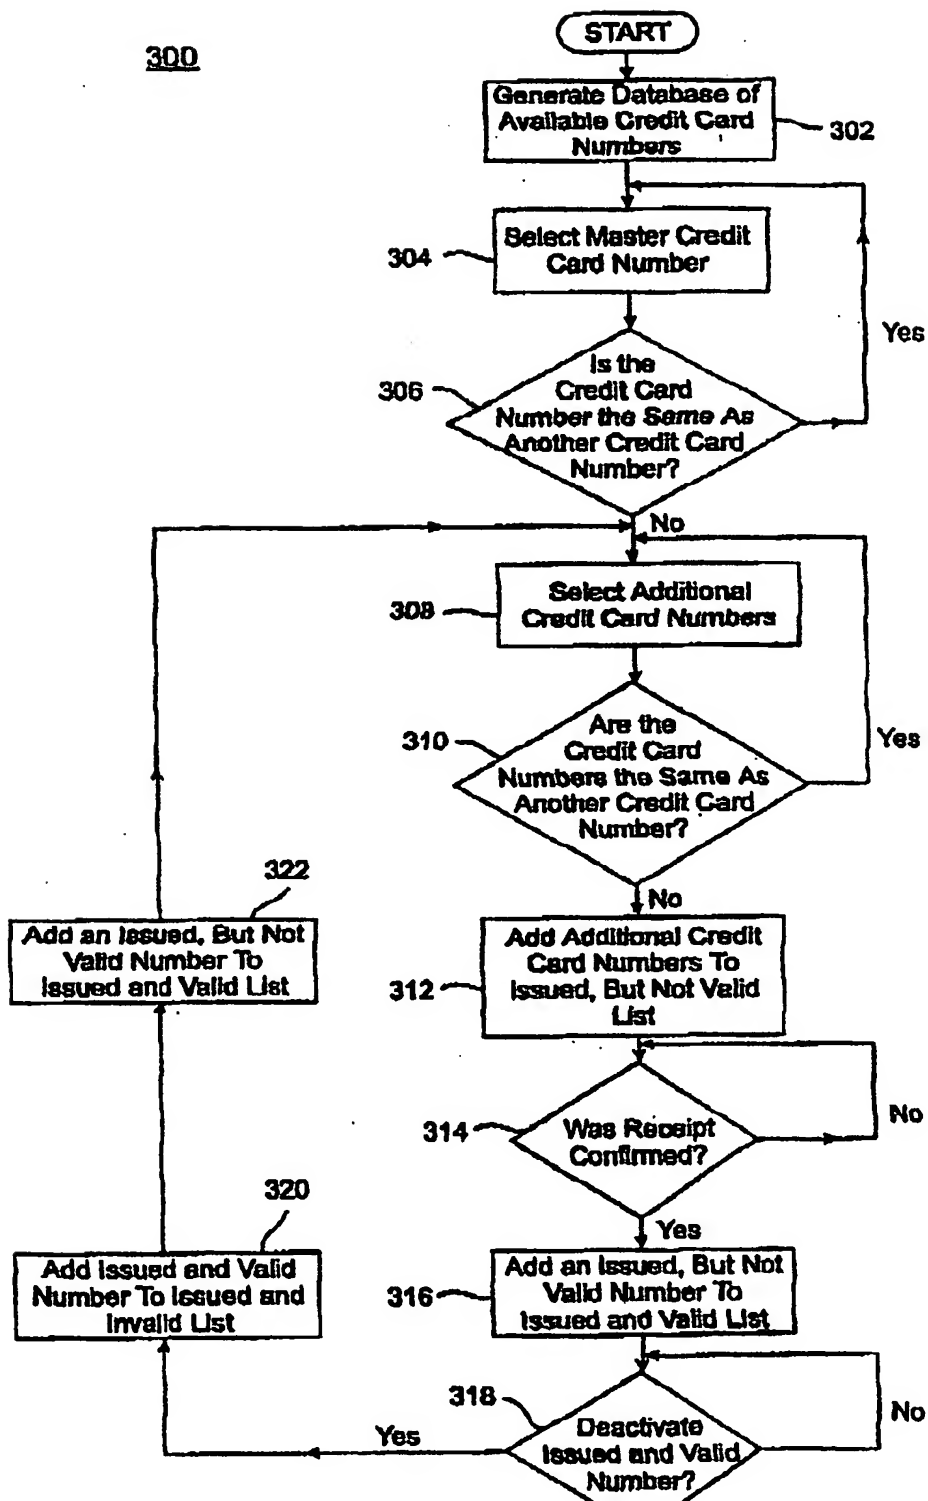 START
300
Generate Database of
Available Credit Card
Numbers
302
Select Master Credit
Card Number
304
Yes
Is the
Credit Card
Number the Same As
Another Credit Card
Number?
306
No
Select Additional
Credit Card Numbers
308
Are the
Credit Card
Numbers the Same As
Another Credit Card
Number?
310
Yes
No
322
Add an Issued, But Not
Valid Number To
Issued and Valid List
Add Additional Credit
Card Numbers To
Issued, But Not Valid
List
312
No
Was Receipt
Confirmed?
314
Yes
320
Add Issued and Valid
Number To Issued and
Invalid List
Add an Issued, But Not
Valid Number To
Issued and Valid List
316
318
No
Yes
Deactivate
Issued and Valid
Number?